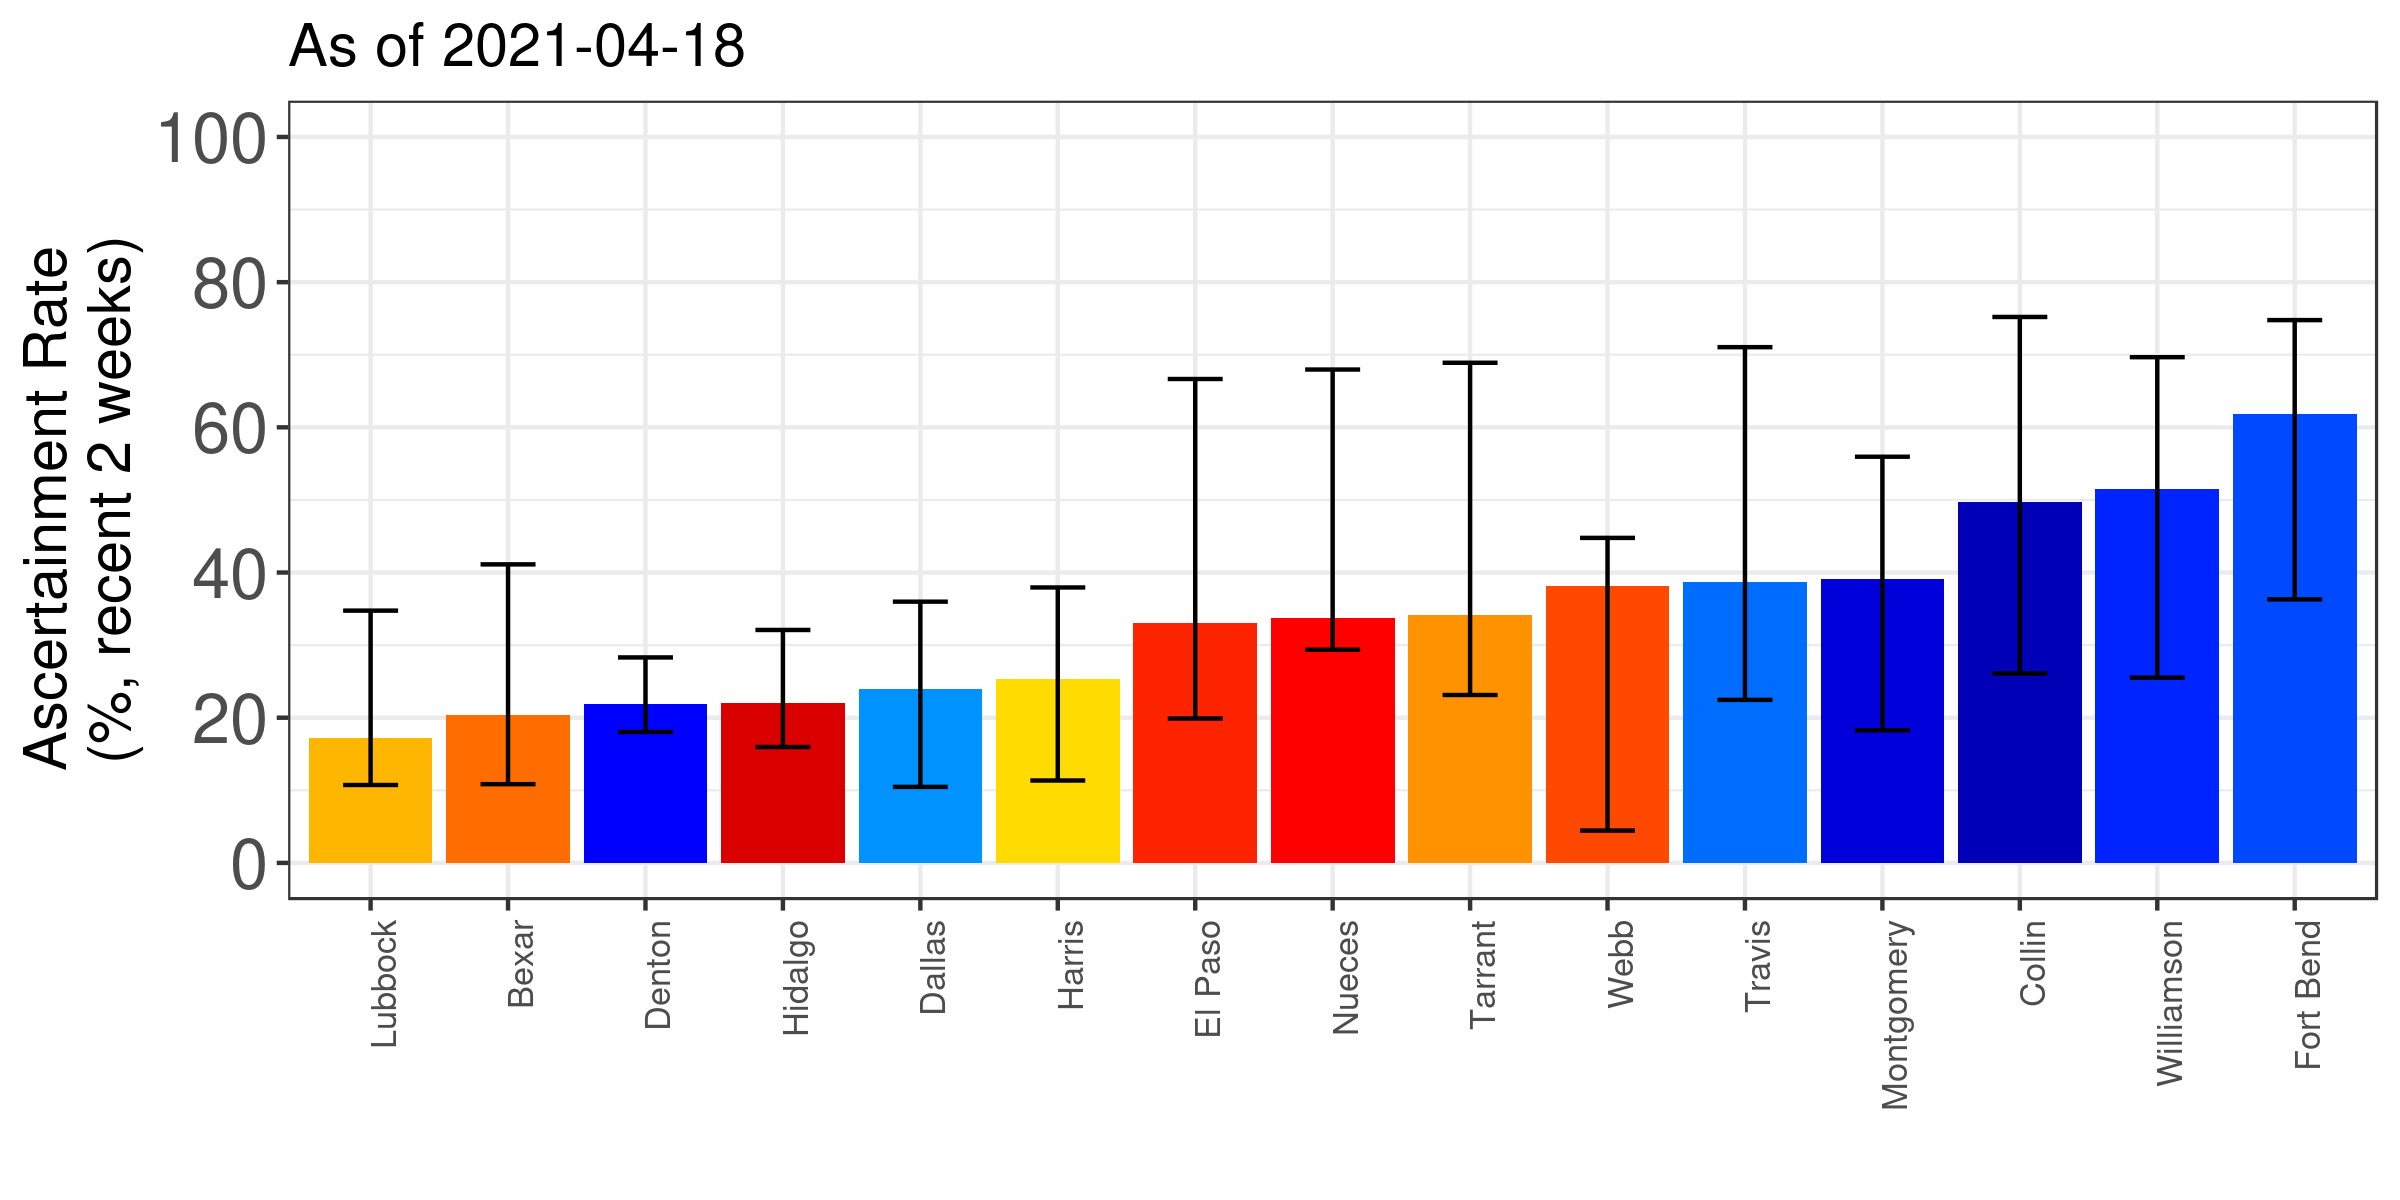 As of 2021-04-18
Ascertainment Rate
(%, recent 2 weeks)
100
80
60
40
20
0
Lubbock
Bexar
Denton
Hidalgo
Dallas
Harris
El Paso
Nueces
Tarrant
Webb
Travis
Montgomery
Collin
Williamson
Fort Bend